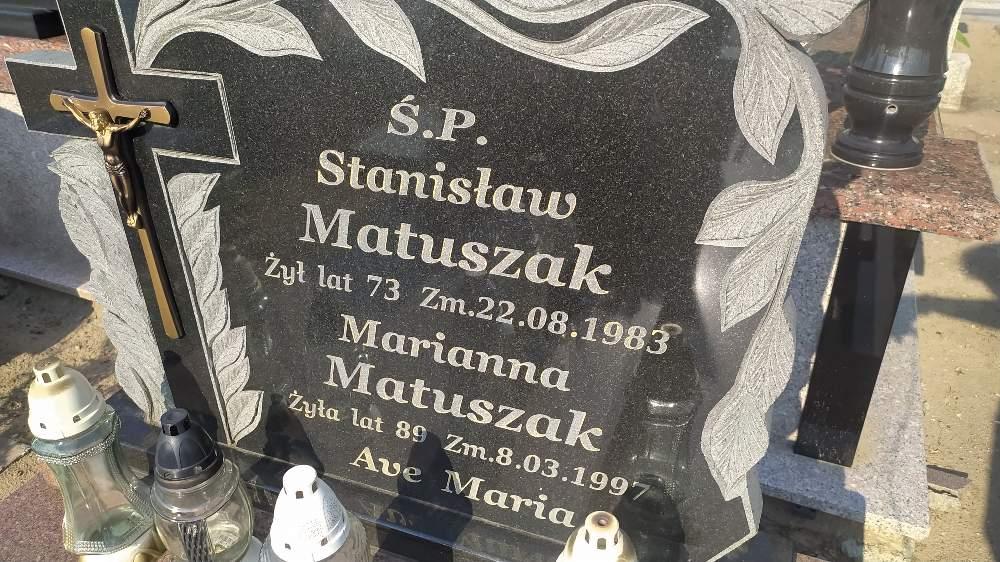 Ś.P.
Stanisław
Matuszak
Żył lat 73 Zm.22.08.1983
Marianna
Matuszak
Żyła lat 89 Zm.8.03.1997
Ave Maria